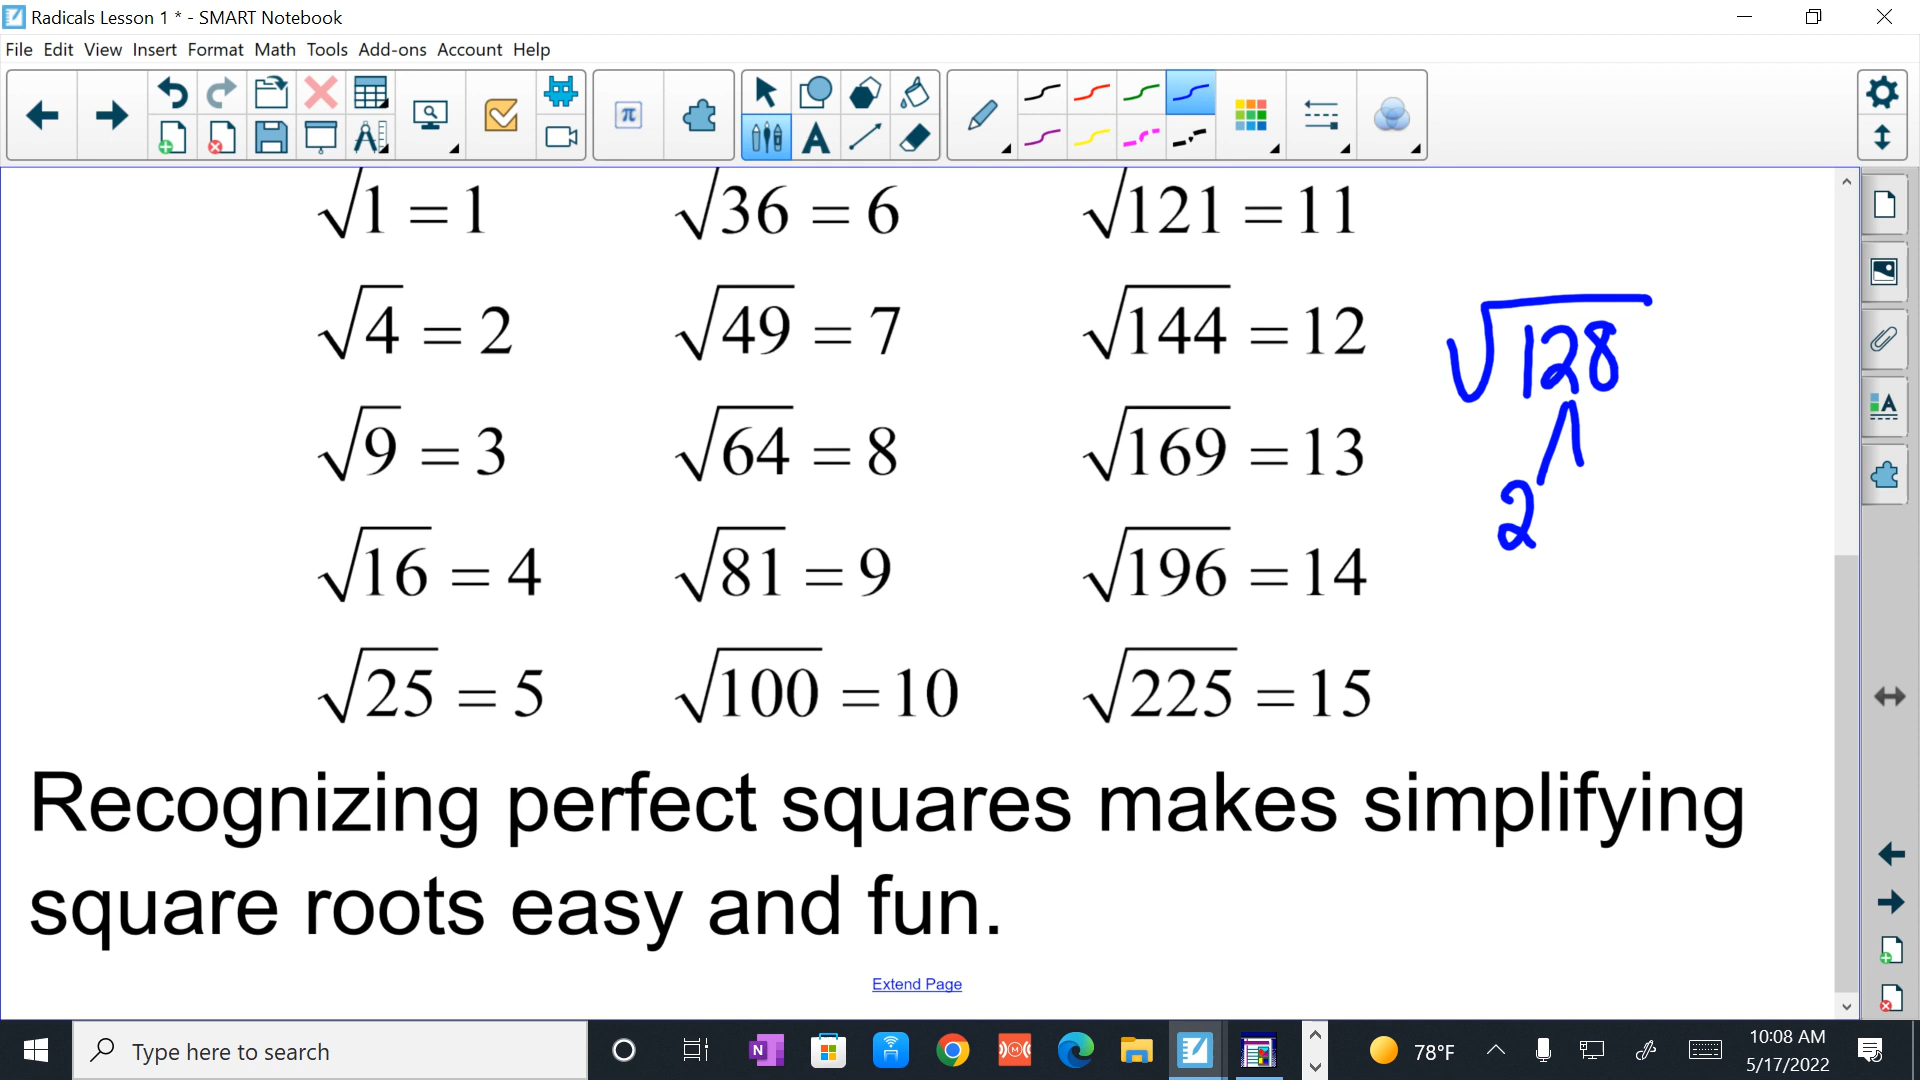 Radicals Lesson 1 * - SMART Notebook
File Edit View Insert Format Math Tools Add-ons Account Help
√1 = 1 √36 = 6 √121 = 11
√4 = 2 √49 = 7 √144 = 12
√128
√9 = 3 √64 = 8 √169 = 13
2
√16 = 4 √81 = 9 √196 = 14
√25 = 5 √100 = 10 √225 = 15
Recognizing perfect squares makes simplifying
square roots easy and fun.
Extend Page
Type here to search
78°F
10:08 AM
5/17/2022